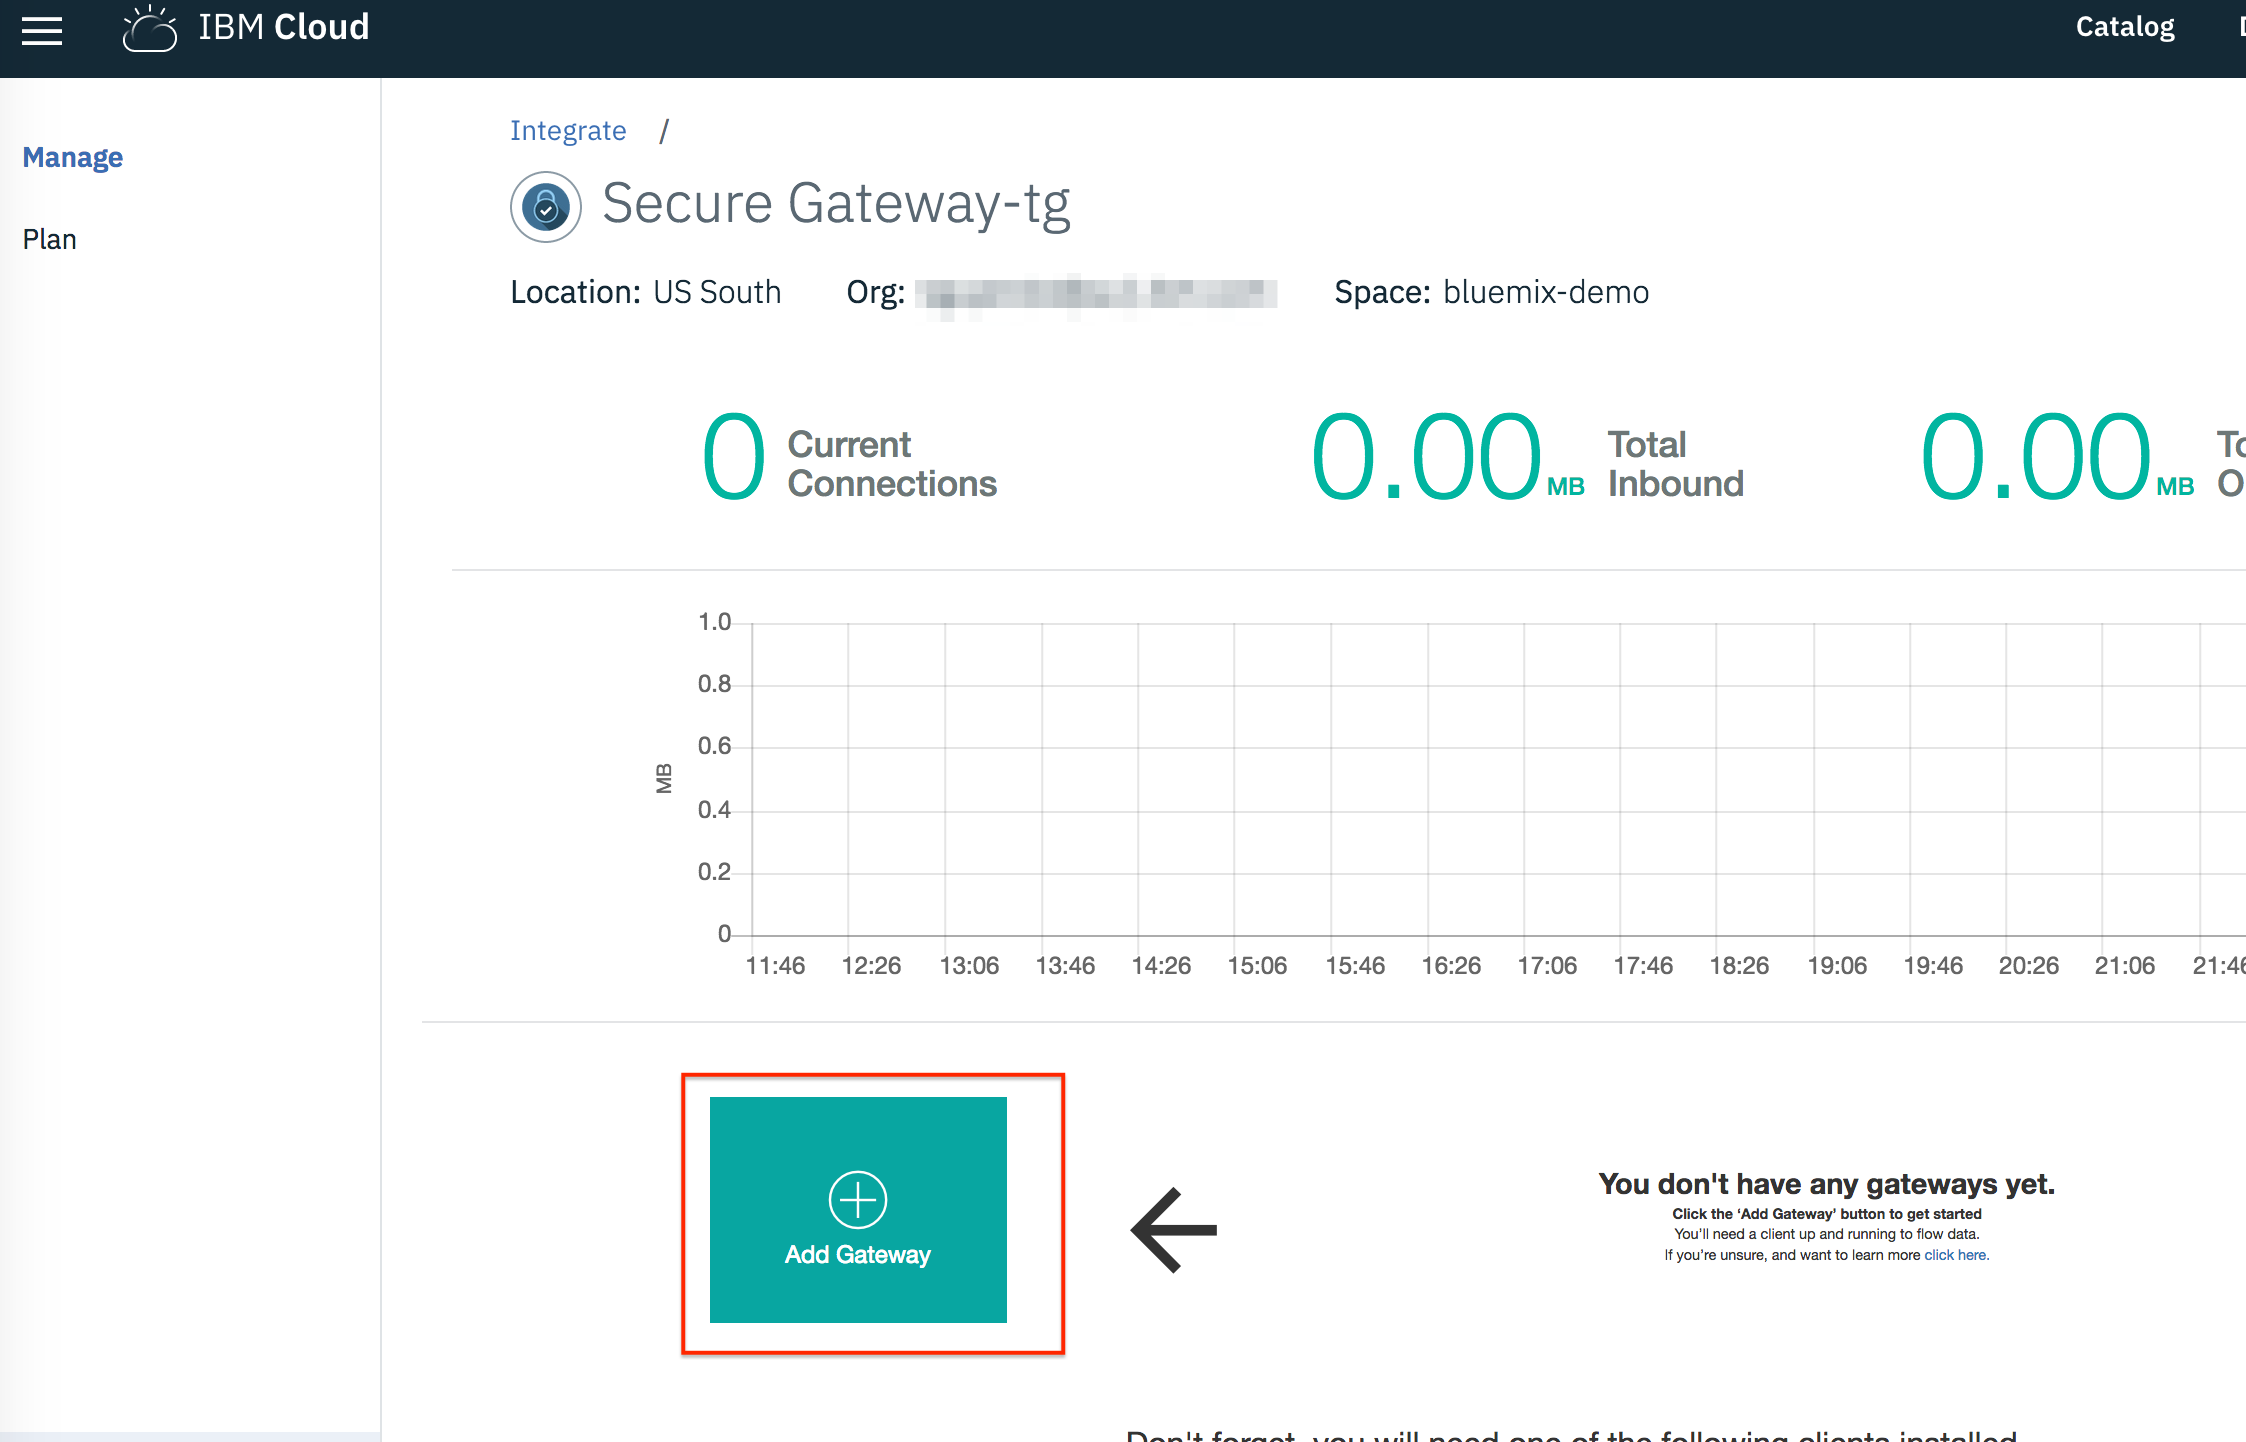 IBM Cloud
Catalog
Manage
Plan
Integrate /
Secure Gateway-tg
Location: US South Org: Space: bluemix-demo
0 Current Connections
0.00 MB Total Inbound
0.00 MB
1.0
0.8
0.6
0.4
0.2
0
MB
11:46 12:26 13:06 13:46 14:26 15:06 15:46 16:26 17:06 17:46 18:26 19:06 19:46 20:26 21:06 21:46
Add Gateway
You don't have any gateways yet.
Click the ‘Add Gateway’ button to get started
You’ll need a client up and running to flow data.
If you’re unsure, and want to learn more click here.
Don't forget, you will need one of the following clients installed